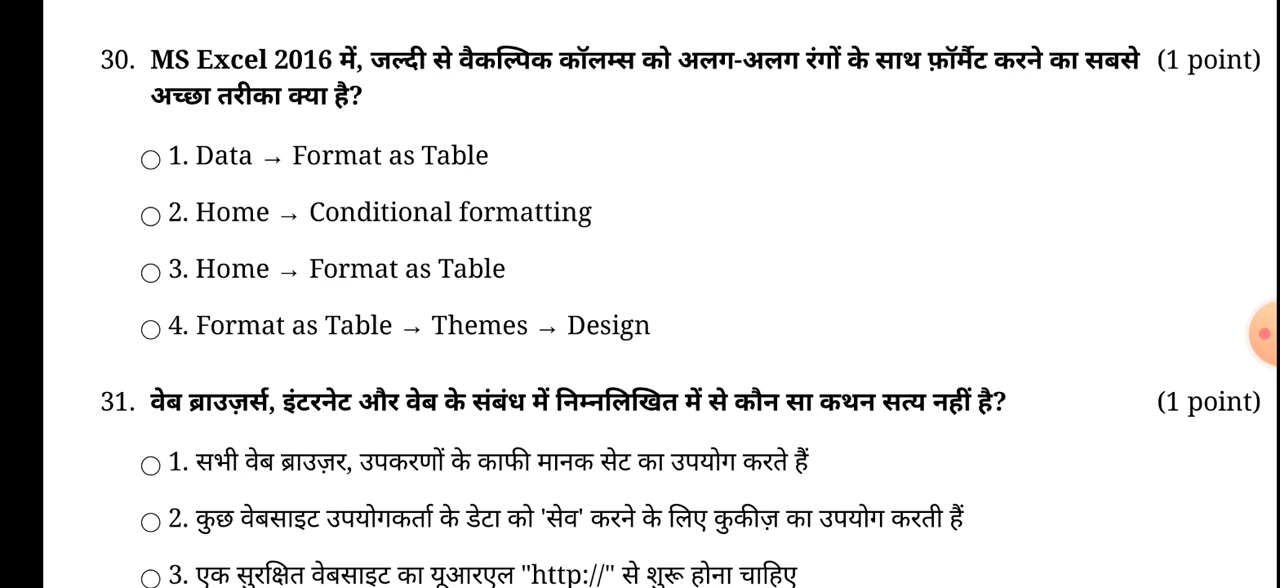 30. MS Excel 2016 में, जल्दी से वैकल्पिक कॉलम्स को अलग-अलग रंगों के साथ फ़ॉर्मैट करने का सबसे (1 point)
अच्छा तरीका क्या है?
1. Data → Format as Table
2. Home → Conditional formatting
3. Home → Format as Table
4. Format as Table → Themes → Design
31. वेब ब्राउज़र्स, इंटरनेट और वेब के संबंध में निम्नलिखित में से कौन सा कथन सत्य नहीं है? (1 point)
1. सभी वेब ब्राउज़र, उपकरणों के काफी मानक सेट का उपयोग करते हैं
2. कुछ वेबसाइट उपयोगकर्ता के डेटा को 'सेव' करने के लिए कुकीज़ का उपयोग करती हैं
3. एक सुरक्षित वेबसाइट का यूआरएल "http://" से शुरू होना चाहिए